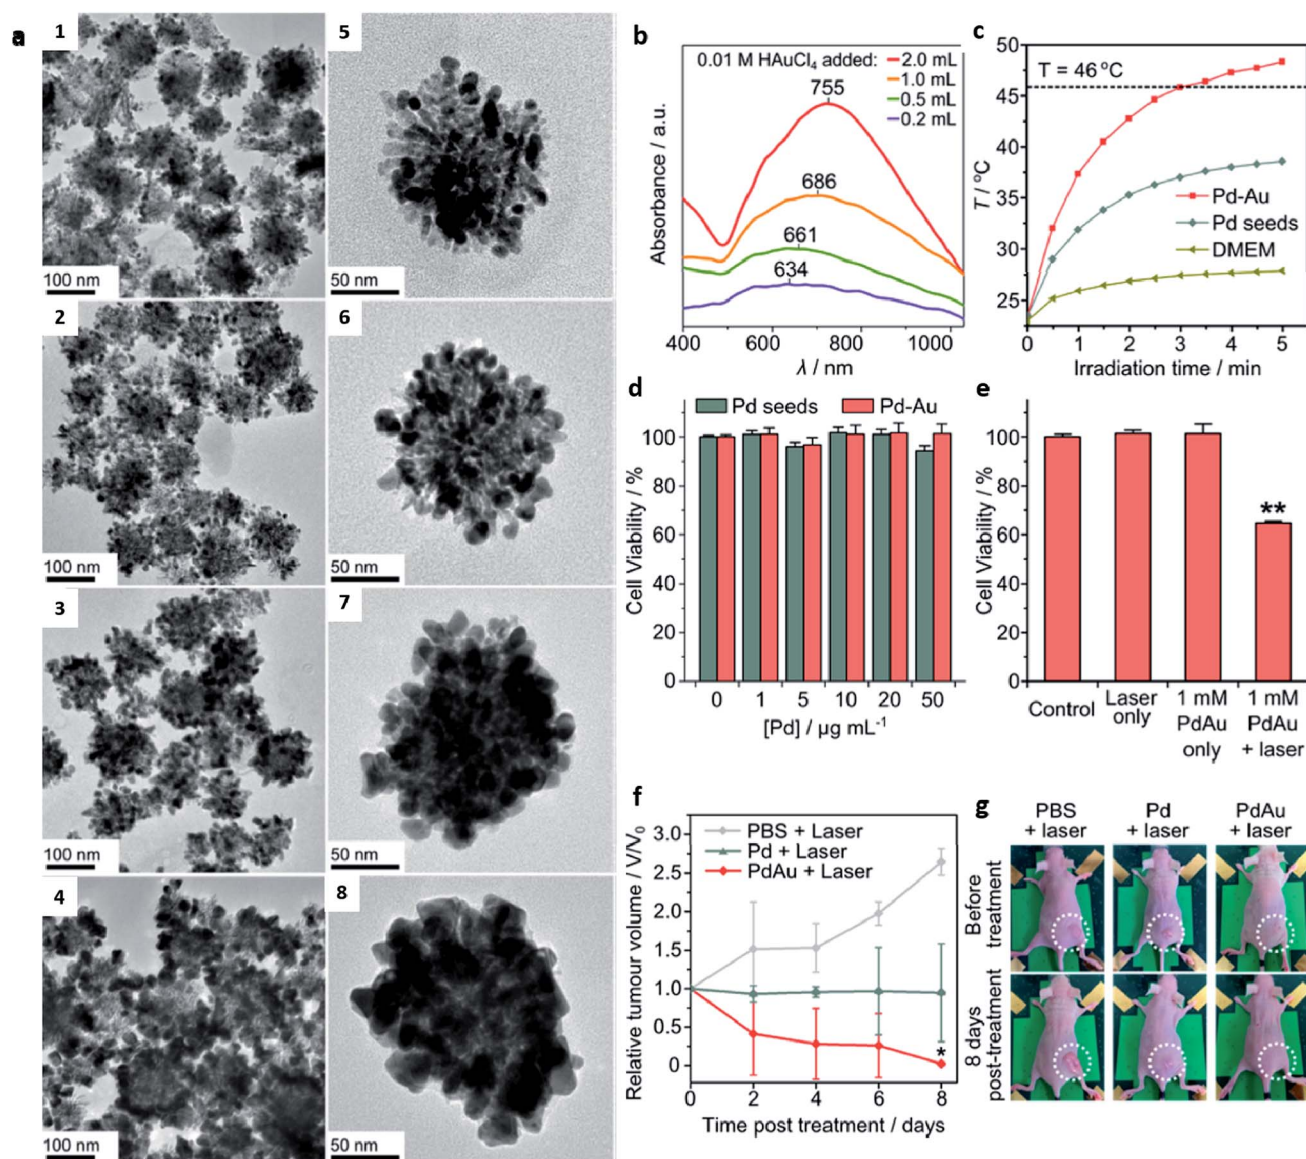 a
1
100 nm
5
50 nm
2
100 nm
6
50 nm
3
100 nm
7
50 nm
4
100 nm
8
50 nm
b
0.01 M HAuCl₄ added:
2.0 mL
1.0 mL
0.5 mL
0.2 mL
755
686
661
634
Absorbance / a.u.
400
600
800
1000
λ / nm
c
50
45
40
35
30
25
T / °C
T = 46 °C
Pd-Au
Pd seeds
DMEM
0
1
2
3
4
5
Irradiation time / min
d
Pd seeds
Pd-Au
100
80
60
40
20
0
Cell Viability / %
0
1
5
10
20
50
[Pd] / µg mL⁻¹
e
100
80
60
40
20
0
Cell Viability / %
**
Control
Laser
only
1 mM
PdAu
only
1 mM
PdAu
+ laser
f
3.0
2.5
2.0
1.5
1.0
0.5
0
Relative tumour volume / V/V₀
PBS + Laser
Pd + Laser
PdAu + Laser
*
0
2
4
6
8
Time post treatment / days
g
PBS
+ laser
Pd
+ laser
PdAu
+ laser
Before
treatment
8 days
post-treatment